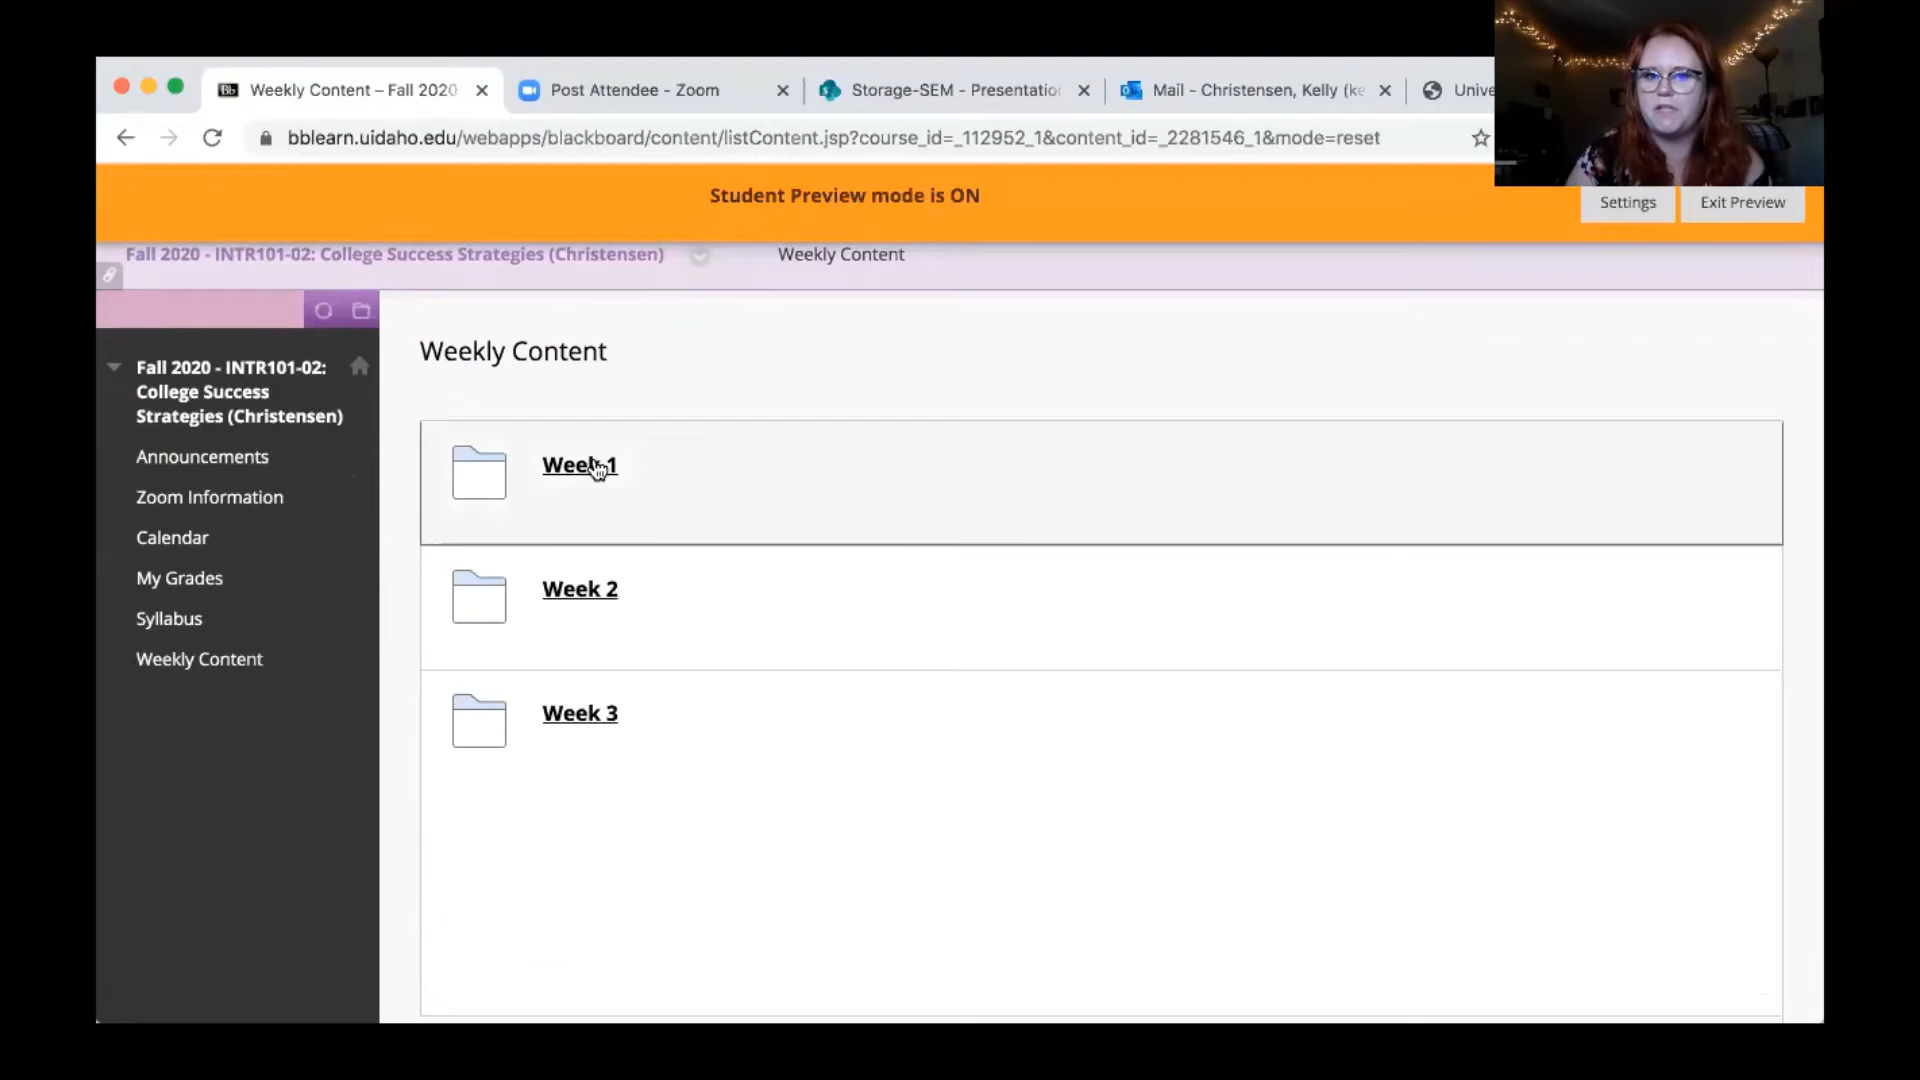 Bb Weekly Content – Fall 2020
Post Attendee - Zoom
Storage-SEM - Presentation
Mail - Christensen, Kelly (ke
Unive
bblearn.uidaho.edu/webapps/blackboard/content/listContent.jsp?course_id=_112952_1&content_id=_2281546_1&mode=reset
Student Preview mode is ON
Settings
Exit Preview
Fall 2020 - INTR101-02: College Success Strategies (Christensen)
Weekly Content
Fall 2020 - INTR101-02:
College Success
Strategies (Christensen)
Announcements
Zoom Information
Calendar
My Grades
Syllabus
Weekly Content
Weekly Content
Week 1
Week 2
Week 3